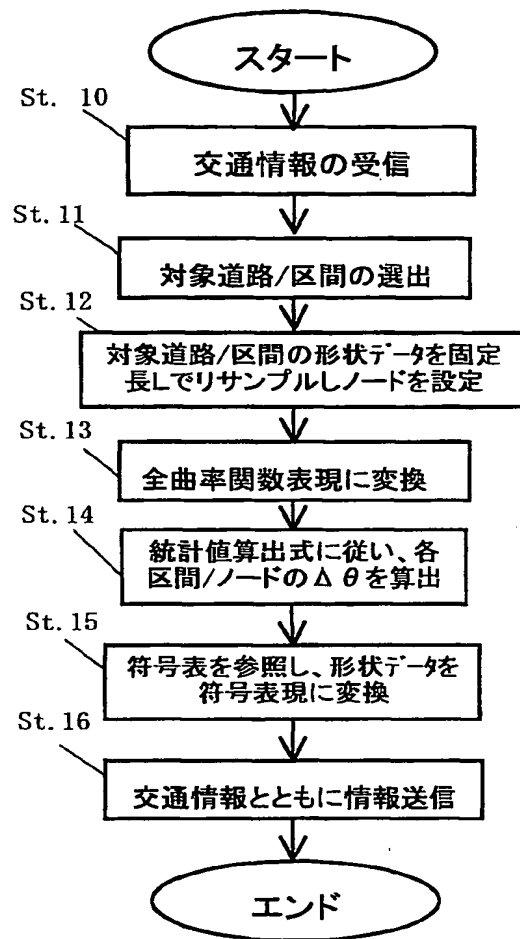 スタート
St. 10
交通情報の受信
St. 11
対象道路/区間の選出
St. 12
対象道路/区間の形状データを固定
長Lでリサンプルしノードを設定
St. 13
全曲率関数表現に変換
St. 14
統計値算出式に従い、各
区間/ノードのΔθを算出
St. 15
符号表を参照し、形状データを
符号表現に変換
St. 16
交通情報とともに情報送信
エンド